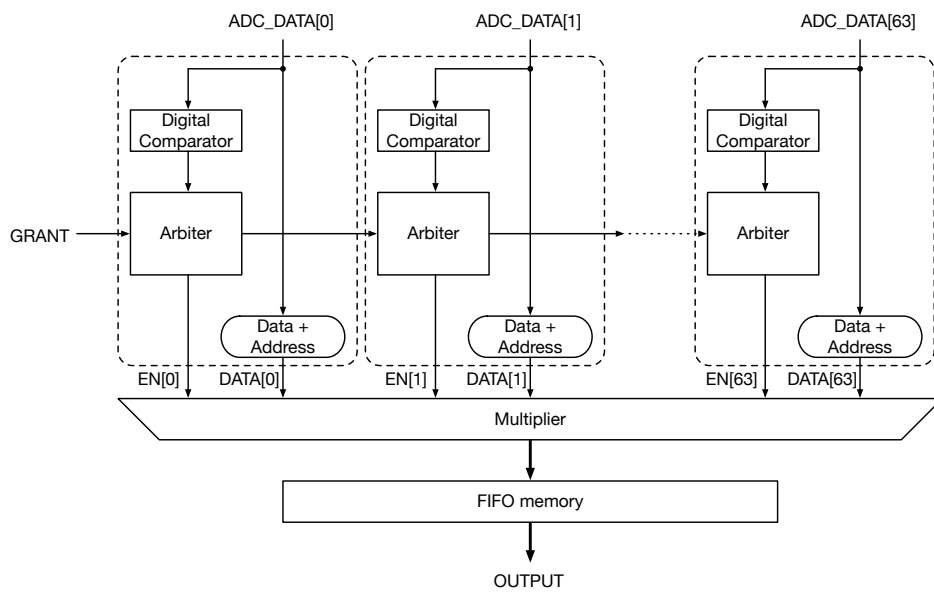 ADC_DATA[0]
ADC_DATA[1]
ADC_DATA[63]
Digital
Comparator
Digital
Comparator
Digital
Comparator
GRANT
Arbiter
Arbiter
Arbiter
Data +
Address
Data +
Address
Data +
Address
EN[0]
DATA[0]
EN[1]
DATA[1]
EN[63]
DATA[63]
Multiplier
FIFO memory
OUTPUT